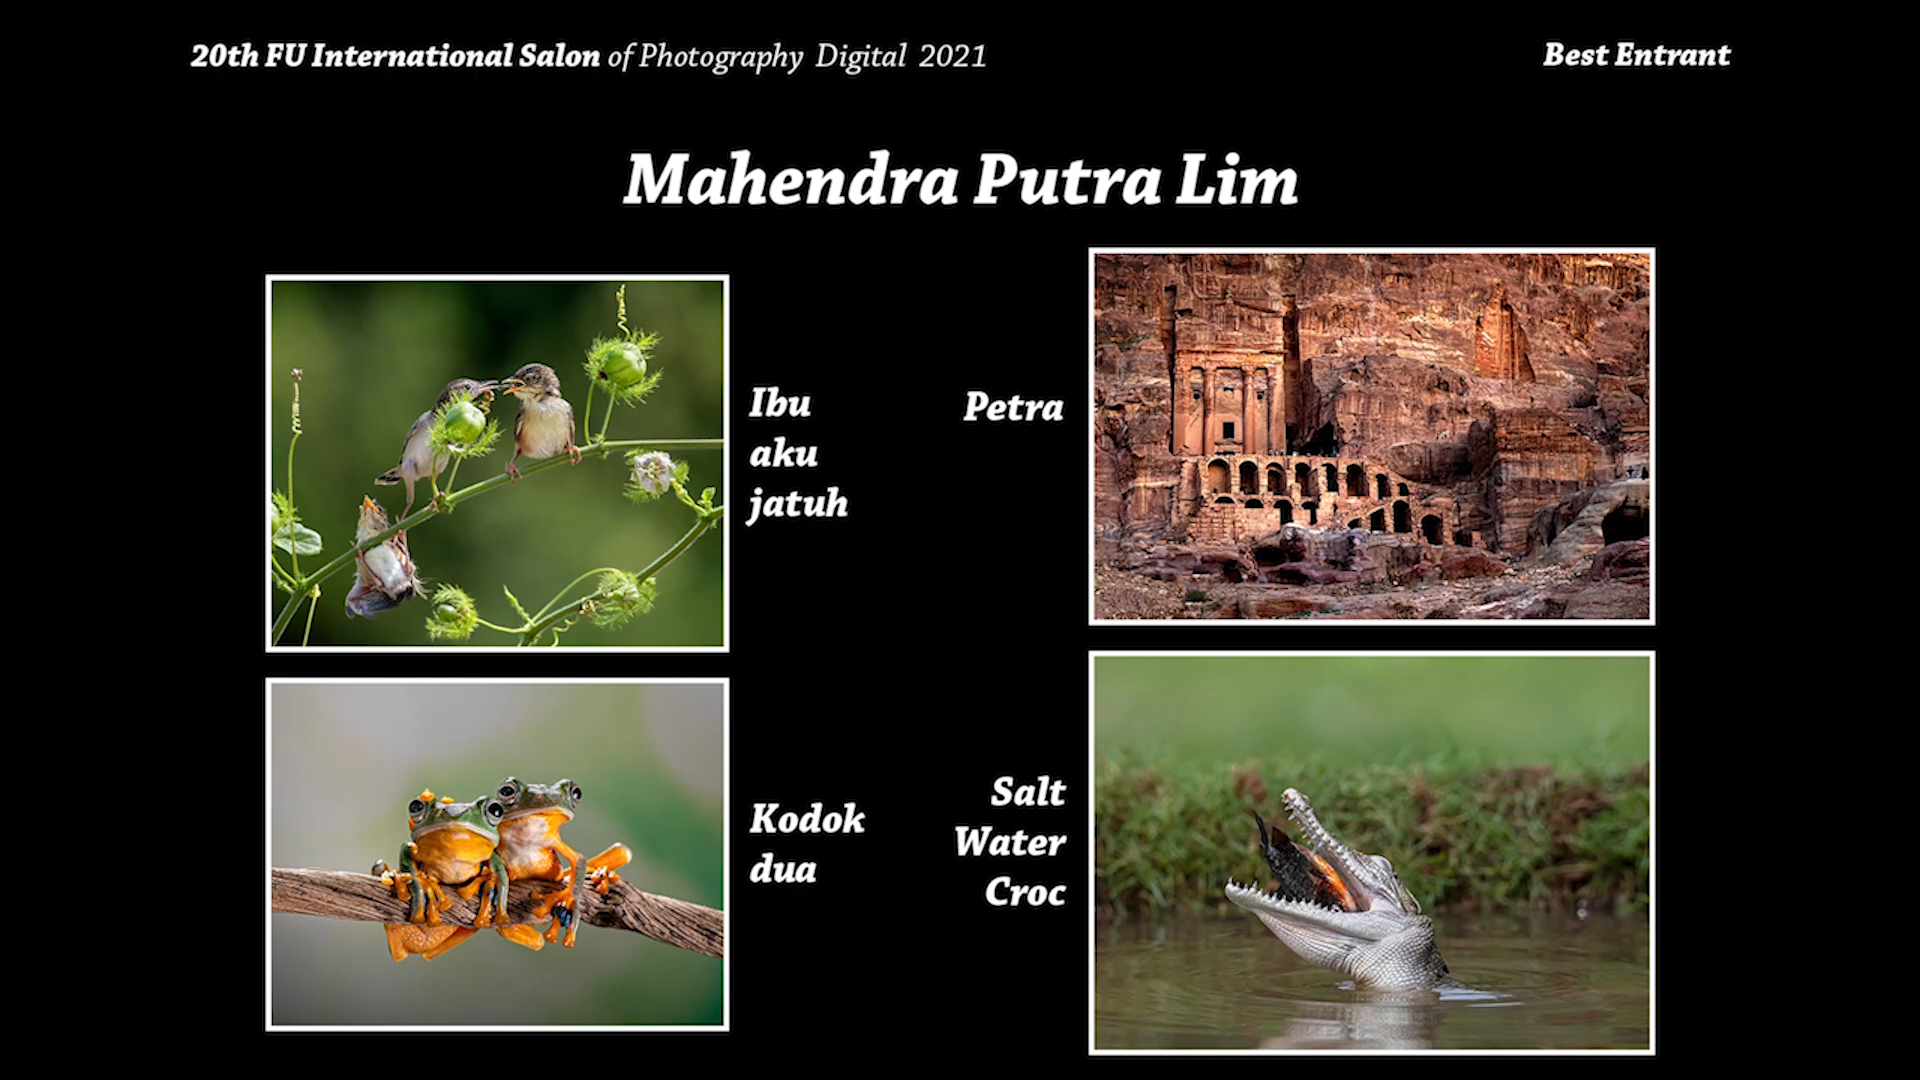 20th FU International Salon of Photography Digital 2021
Best Entrant
Mahendra Putra Lim
Ibu
aku
jatuh
Petra
Kodok
dua
Salt
Water
Croc